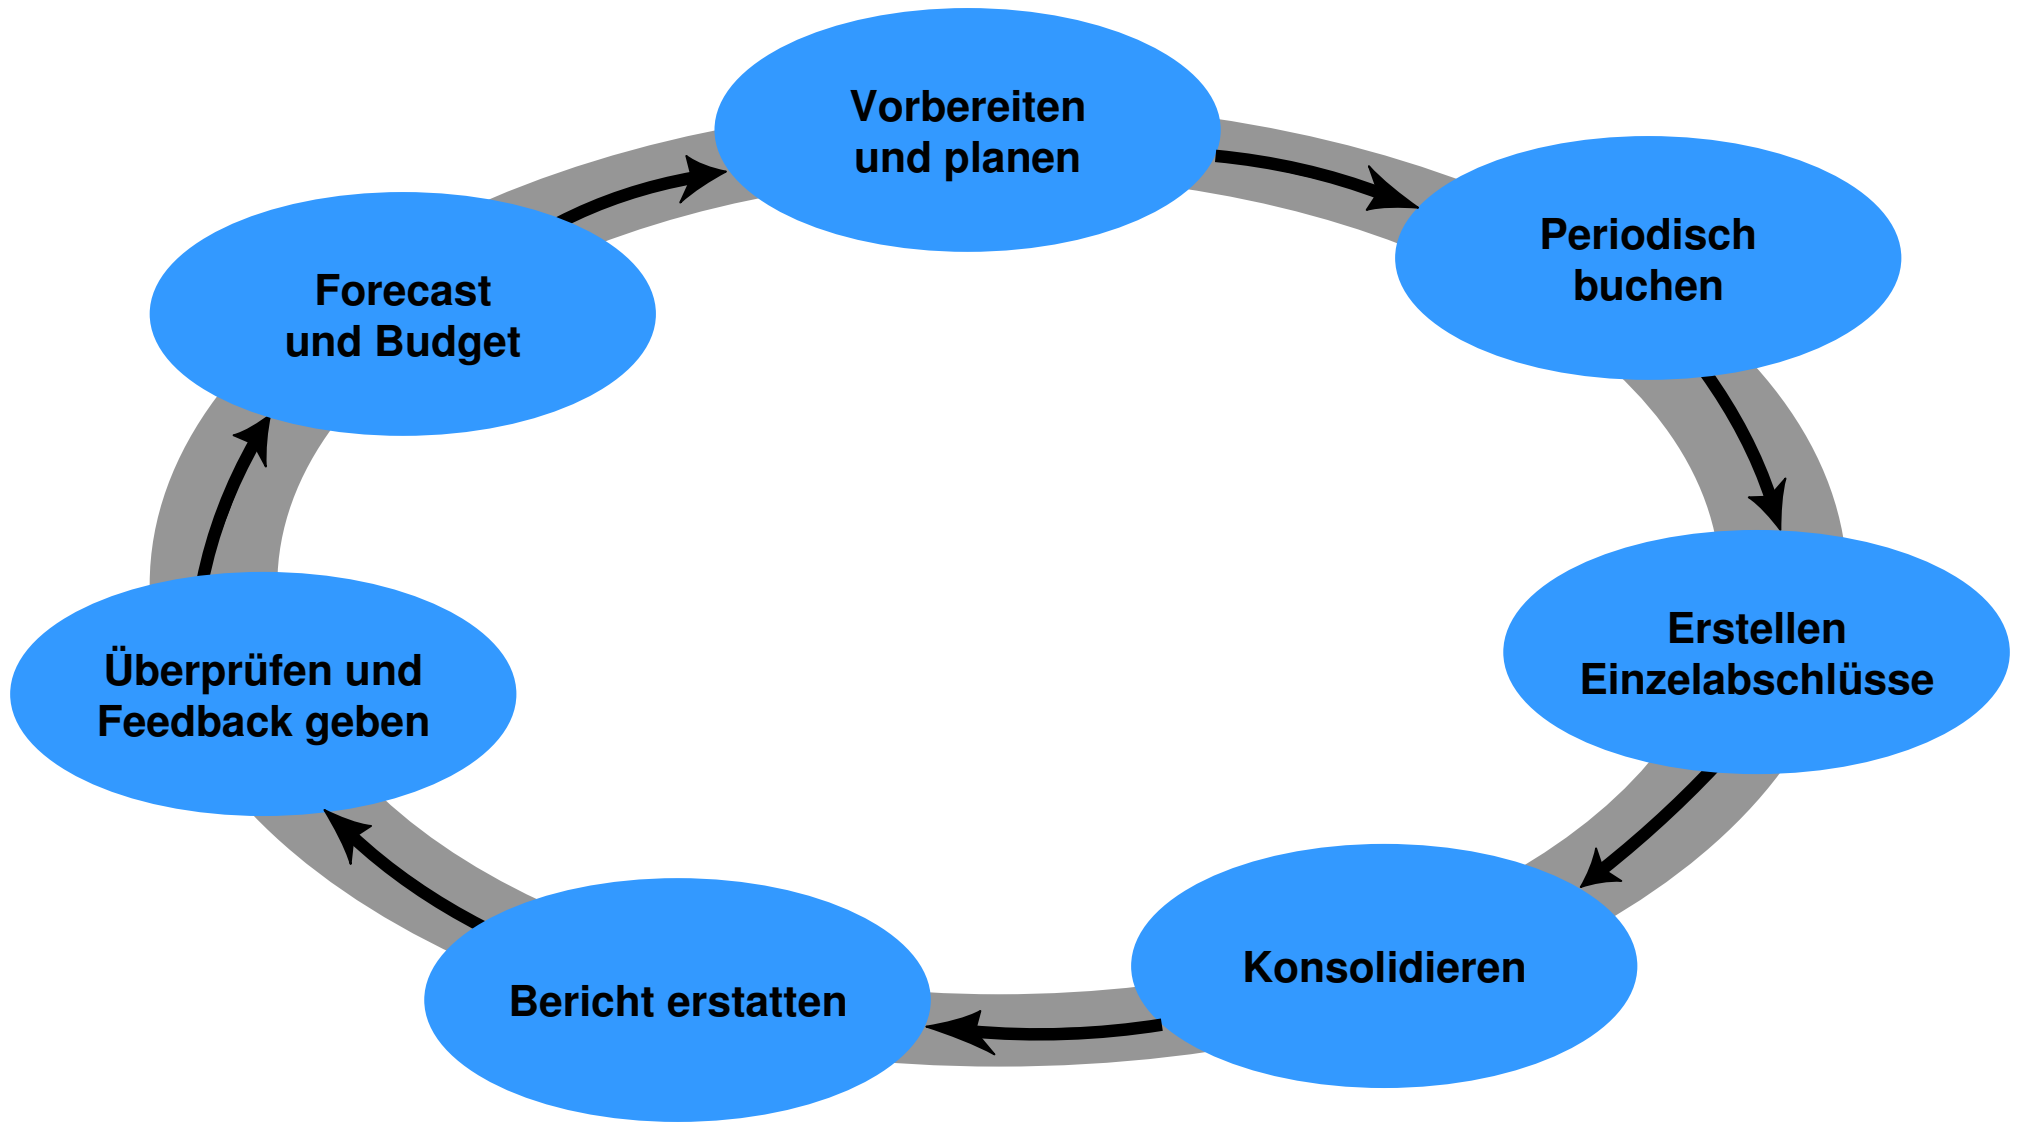 Vorbereiten
und planen
Periodisch
buchen
Erstellen
Einzelabschlüsse
Konsolidieren
Bericht erstatten
Überprüfen und
Feedback geben
Forecast
und Budget